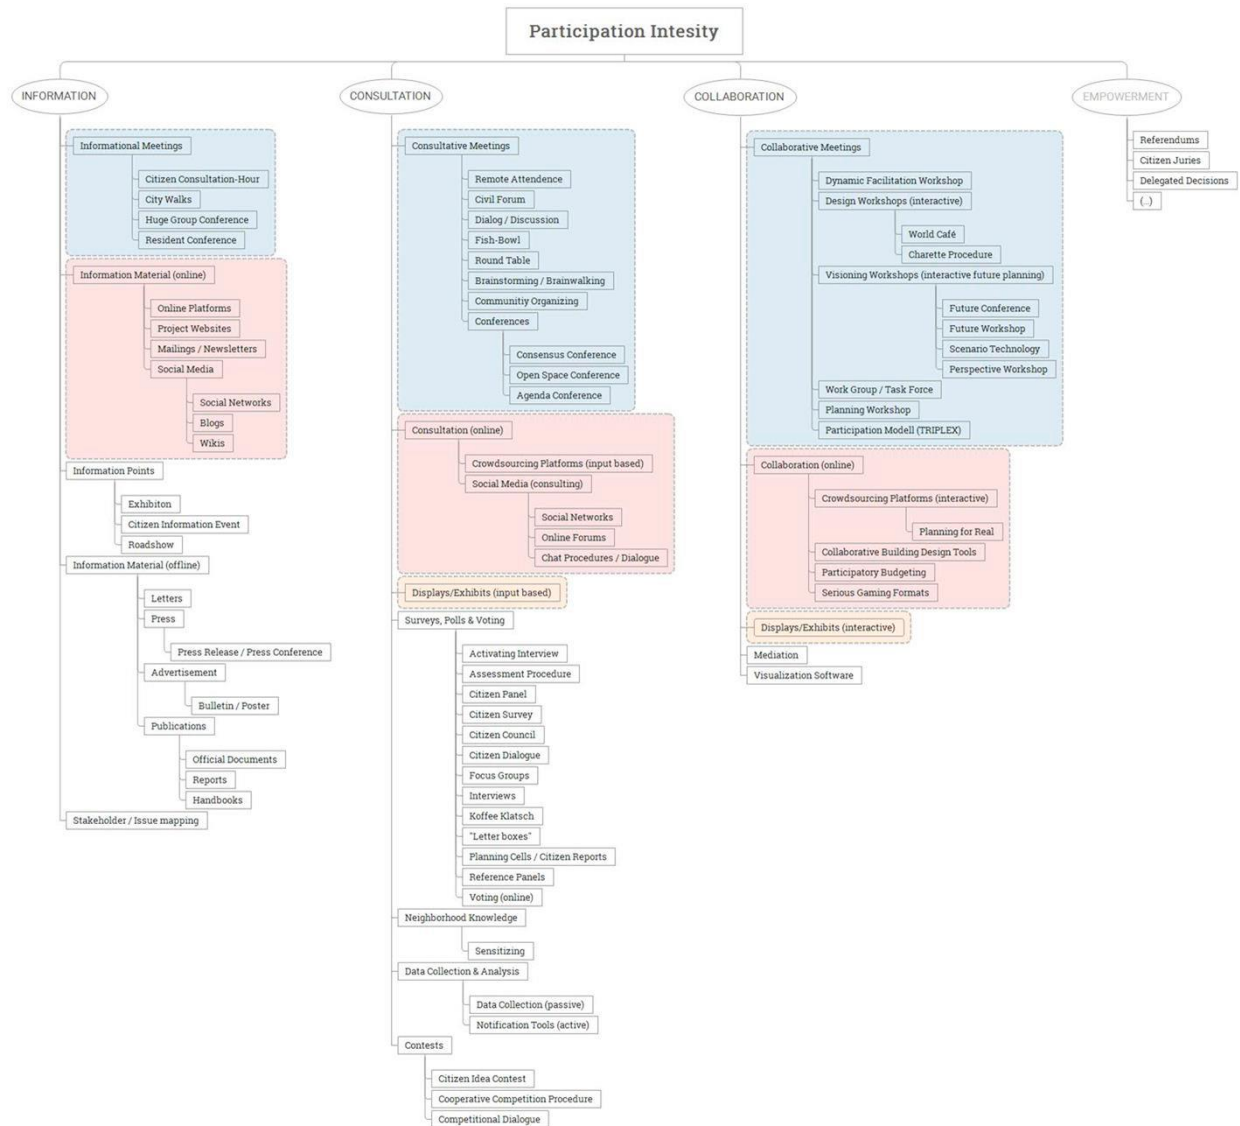 Participation Intesity
INFORMATION
Informational Meetings
Citizen Consultation-Hour
City Walks
Huge Group Conference
Resident Conference
Information Material (online)
Online Platforms
Project Websites
Mailings / Newsletters
Social Media
Social Networks
Blogs
Wikis
Information Points
Exhibiton
Citizen Information Event
Roadshow
Information Material (offline)
Letters
Press
Press Release / Press Conference
Advertisement
Bulletin / Poster
Publications
Official Documents
Reports
Handbooks
Stakeholder / Issue mapping
CONSULTATION
Consultative Meetings
Remote Attendence
Civil Forum
Dialog / Discussion
Fish-Bowl
Round Table
Brainstorming / Brainwalking
Communitiy Organizing
Conferences
Consensus Conference
Open Space Conference
Agenda Conference
Consultation (online)
Crowdsourcing Platforms (input based)
Social Media (consulting)
Social Networks
Online Forums
Chat Procedures / Dialogue
Displays/Exhibits (input based)
Surveys, Polls & Voting
Activating Interview
Assessment Procedure
Citizen Panel
Citizen Survey
Citizen Council
Citizen Dialogue
Focus Groups
Interviews
Koffee Klatsch
"Letter boxes"
Planning Cells / Citizen Reports
Reference Panels
Voting (online)
Neighborhood Knowledge
Sensitizing
Data Collection & Analysis
Data Collection (passive)
Notification Tools (active)
Contests
Citizen Idea Contest
Cooperative Competition Procedure
Competitional Dialogue
COLLABORATION
Collaborative Meetings
Dynamic Facilitation Workshop
Design Workshops (interactive)
World Café
Charette Procedure
Visioning Workshops (interactive future planning)
Future Conference
Future Workshop
Scenario Technology
Perspective Workshop
Work Group / Task Force
Planning Workshop
Participation Modell (TRIPLEX)
Collaboration (online)
Crowdsourcing Platforms (interactive)
Planning for Real
Collaborative Building Design Tools
Participatory Budgeting
Serious Gaming Formats
Displays/Exhibits (interactive)
Mediation
Visualization Software
EMPOWERMENT
Referendums
Citizen Juries
Delegated Decisions
(...)